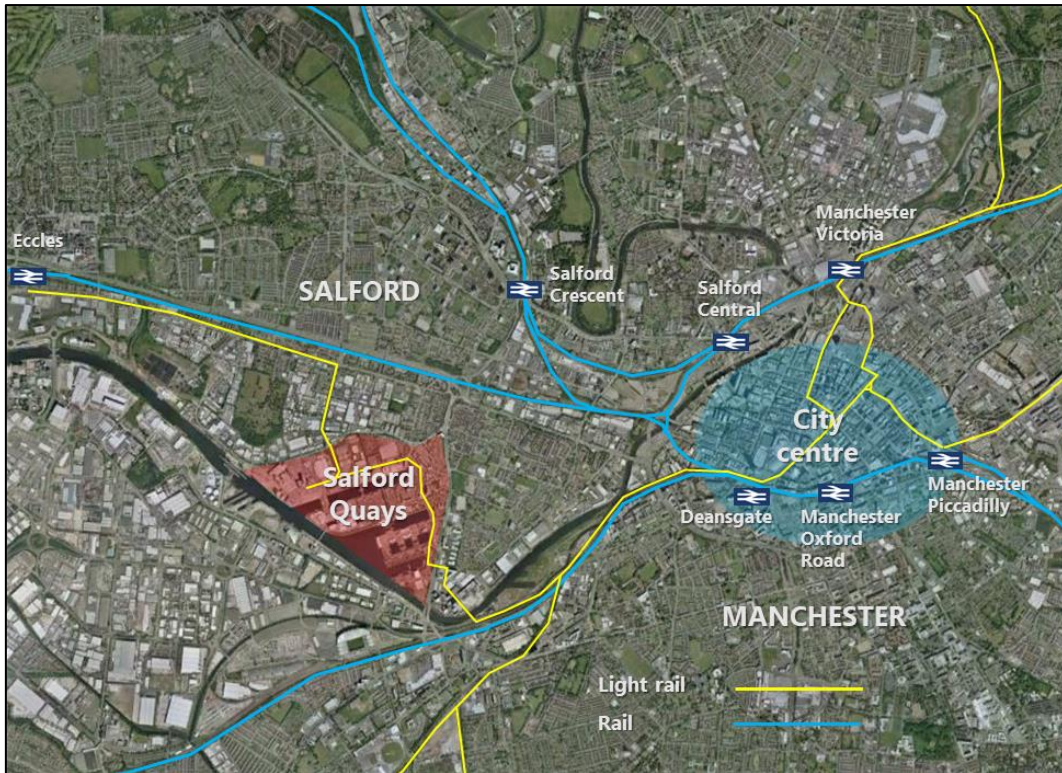 Manchester
Victoria
Eccles
Salford
Crescent
SALFORD
Salford
Central
City
centre
Salford
Quays
Manchester
Piccadilly
Deansgate
Manchester
Oxford
Road
MANCHESTER
Light rail
Rail